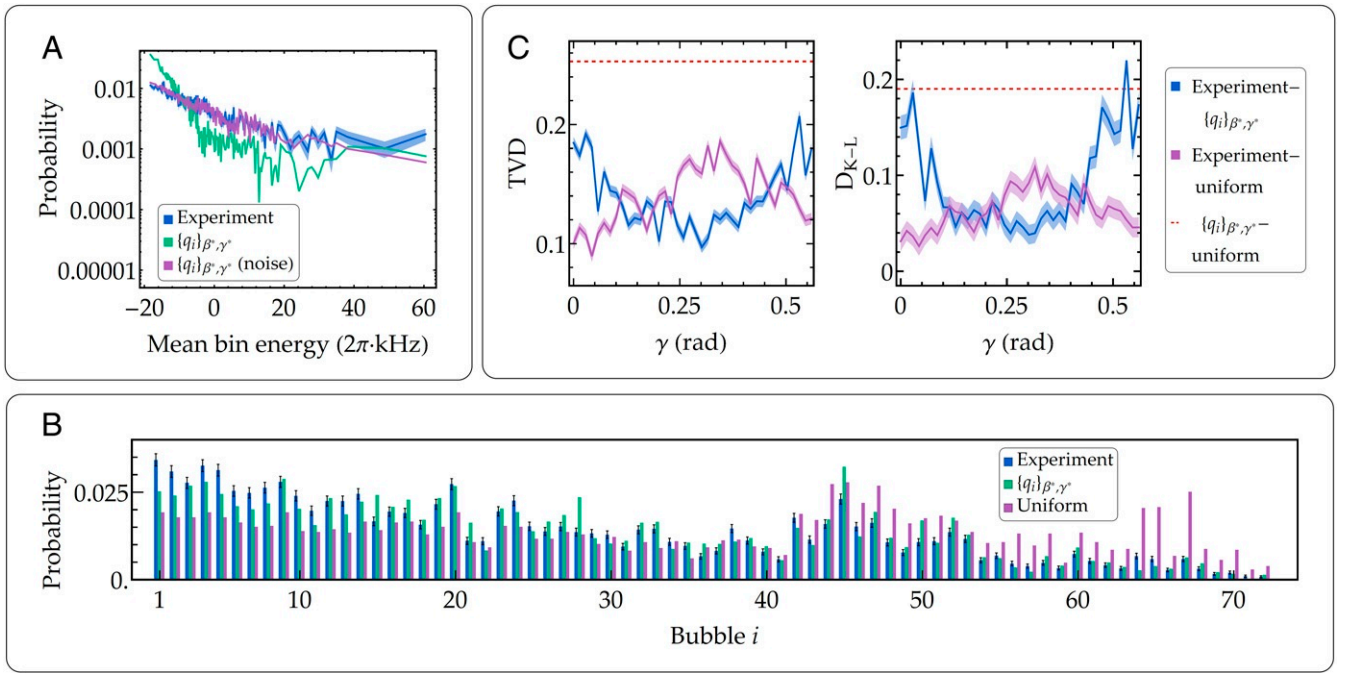 A
Probability
0.01
0.001
0.0001
0.00001
Experiment
{qᵢ}β*,γ*
{qᵢ}β*,γ* (noise)
−20 0 20 40 60
Mean bin energy (2π·kHz)
C
TVD
0.2
0.1
0 0.25 0.5
γ (rad)
D_K–L
0.2
0.1
0
0 0.25 0.5
γ (rad)
Experiment–
{qᵢ}β*,γ*
Experiment–
uniform
{qᵢ}β*,γ*–
uniform
B
Probability
0.025
0.
Experiment
{qᵢ}β*,γ*
Uniform
1 10 20 30 40 50 60 70
Bubble i